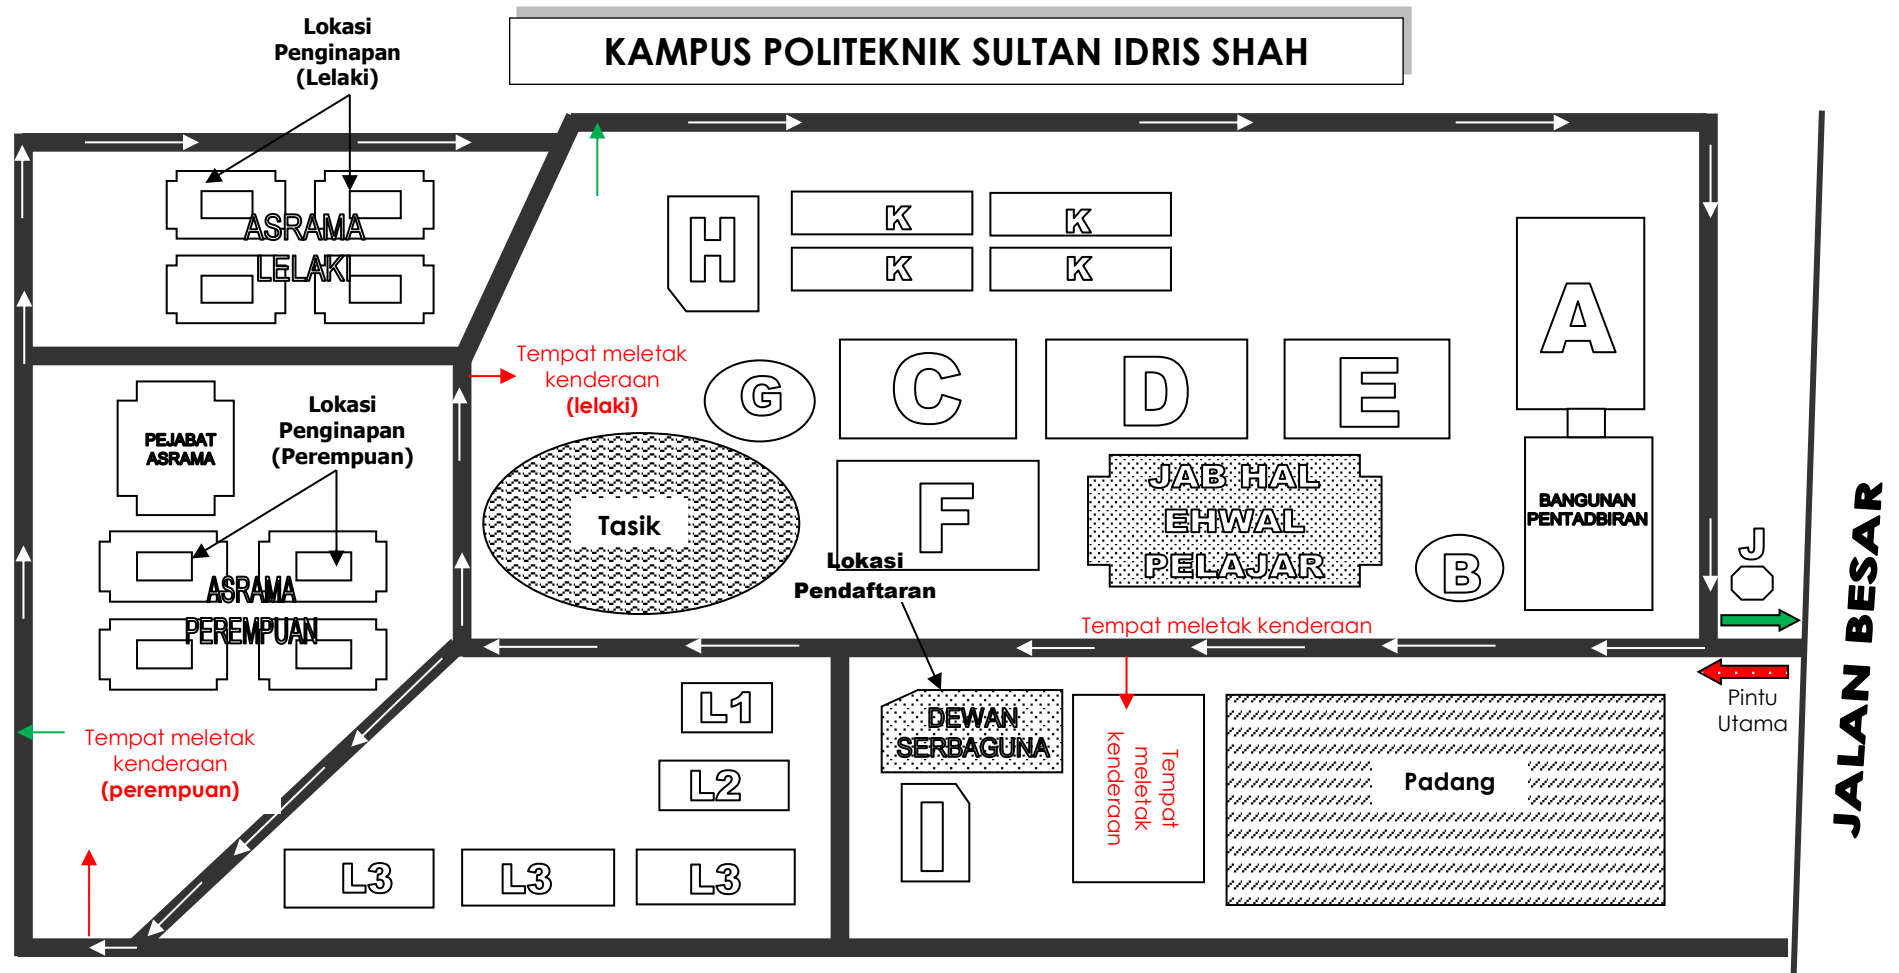 KAMPUS POLITEKNIK SULTAN IDRIS SHAH
Lokasi
Penginapan
(Lelaki)
ASRAMA
LELAKI
H
K
K
K
K
A
Tempat meletak
kenderaan
(lelaki)
G
C
D
E
PEJABAT
ASRAMA
Lokasi
Penginapan
(Perempuan)
Tasik
F
JAB HAL
EHWAL
PELAJAR
B
BANGUNAN
PENTADBIRAN
J
JALAN BESAR
ASRAMA
PEREMPUAN
Lokasi
Pendaftaran
Tempat meletak kenderaan
Pintu
Utama
Tempat meletak
kenderaan
(perempuan)
L1
L2
L3
L3
L3
DEWAN
SERBAGUNA
I
Tempat
meletak
kenderaan
Padang